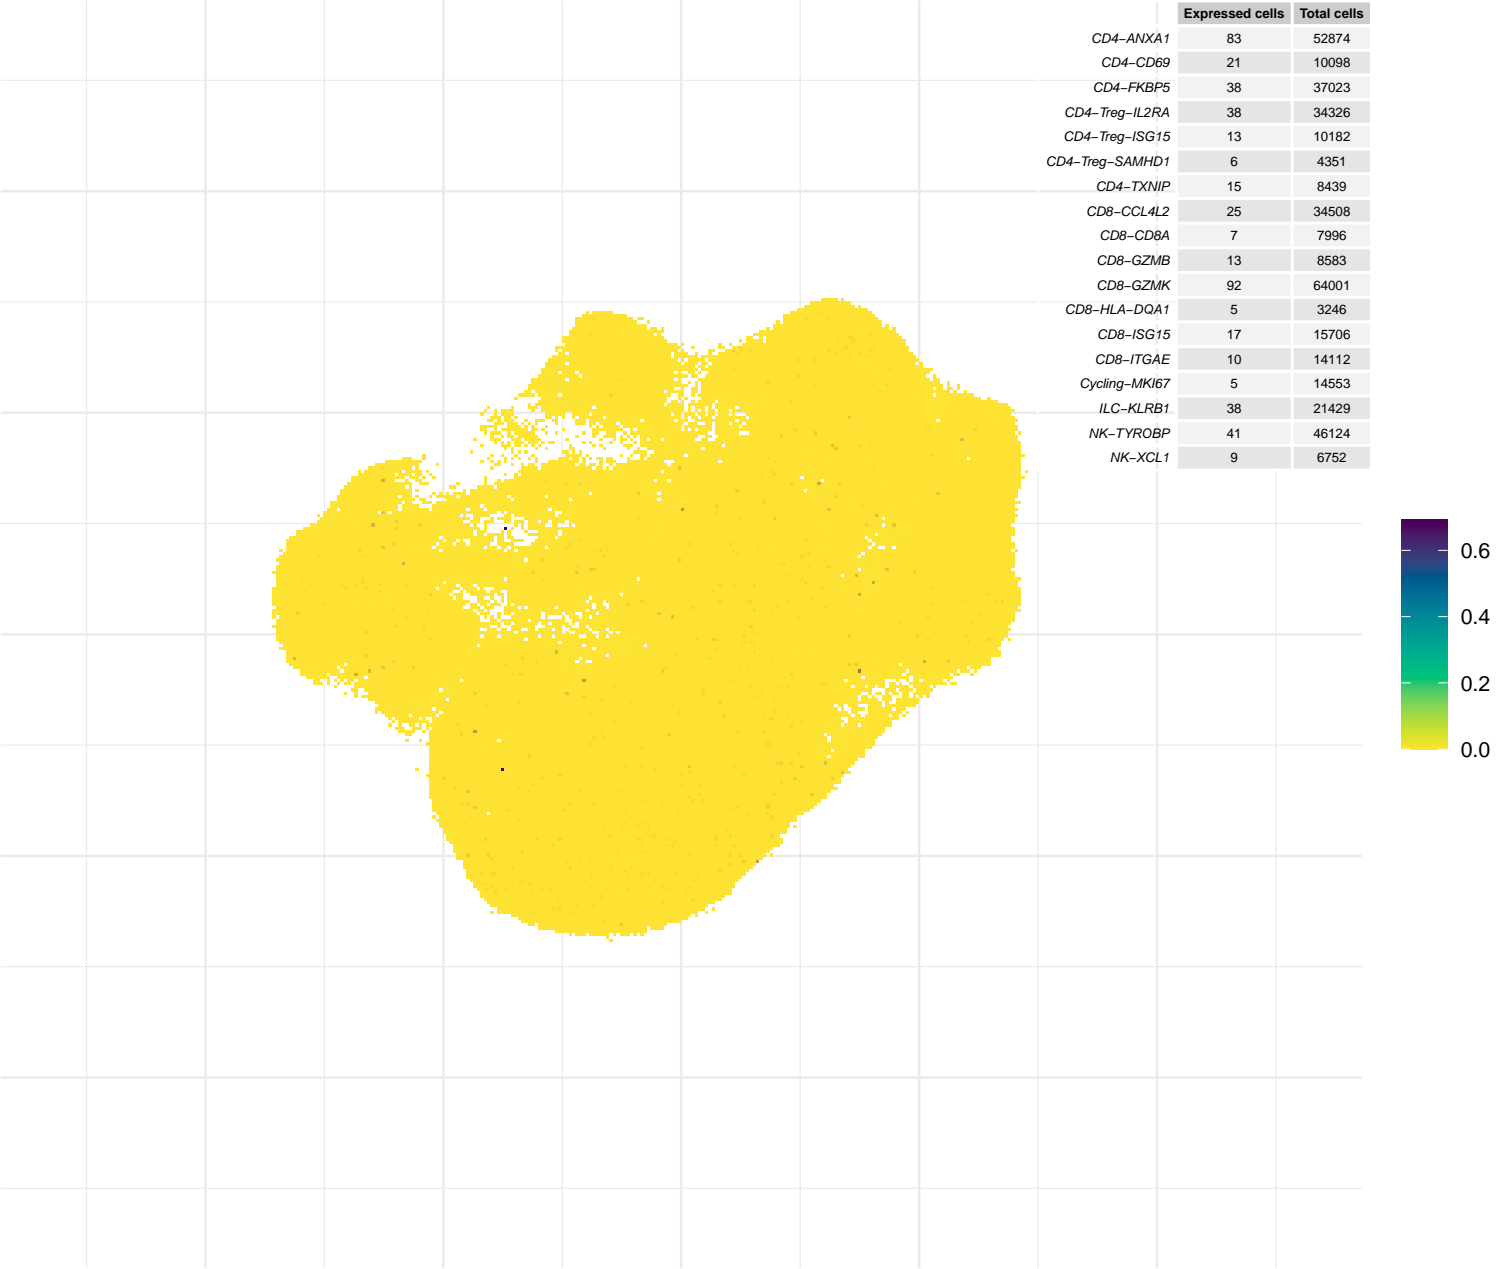 Expressed cells Total cells
CD4−ANXA1 83 52874
CD4−CD69 21 10098
CD4−FKBP5 38 37023
CD4−Treg−IL2RA 38 34326
CD4−Treg−ISG15 13 10182
CD4−Treg−SAMHD1 6 4351
CD4−TXNIP 15 8439
CD8−CCL4L2 25 34508
CD8−CD8A 7 7996
CD8−GZMB 13 8583
CD8−GZMK 92 64001
CD8−HLA−DQA1 5 3246
CD8−ISG15 17 15706
CD8−ITGAE 10 14112
Cycling−MKI67 5 14553
ILC−KLRB1 38 21429
NK−TYROBP 41 46124
NK−XCL1 9 6752
0.6
0.4
0.2
0.0